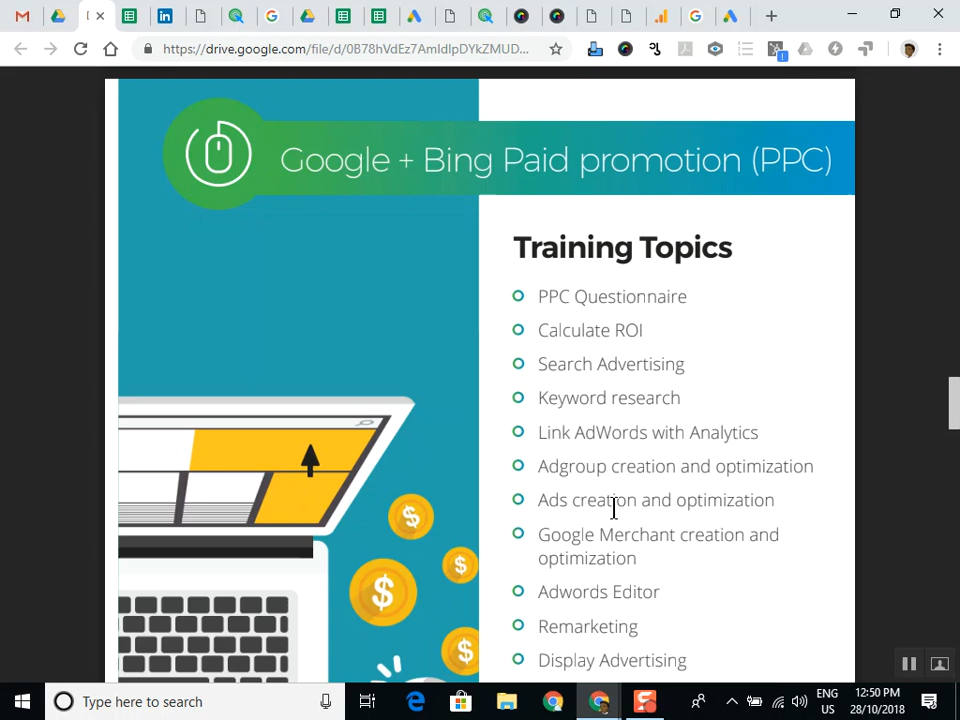 https://drive.google.com/file/d/0B78hVdEz7AmIdlpDYkZMUD...
Google + Bing Paid promotion (PPC)
Training Topics
PPC Questionnaire
Calculate ROI
Search Advertising
Keyword research
Link AdWords with Analytics
Adgroup creation and optimization
Ads creation and optimization
Google Merchant creation and
optimization
Adwords Editor
Remarketing
Display Advertising
Type here to search
ENG
US
12:50 PM
28/10/2018